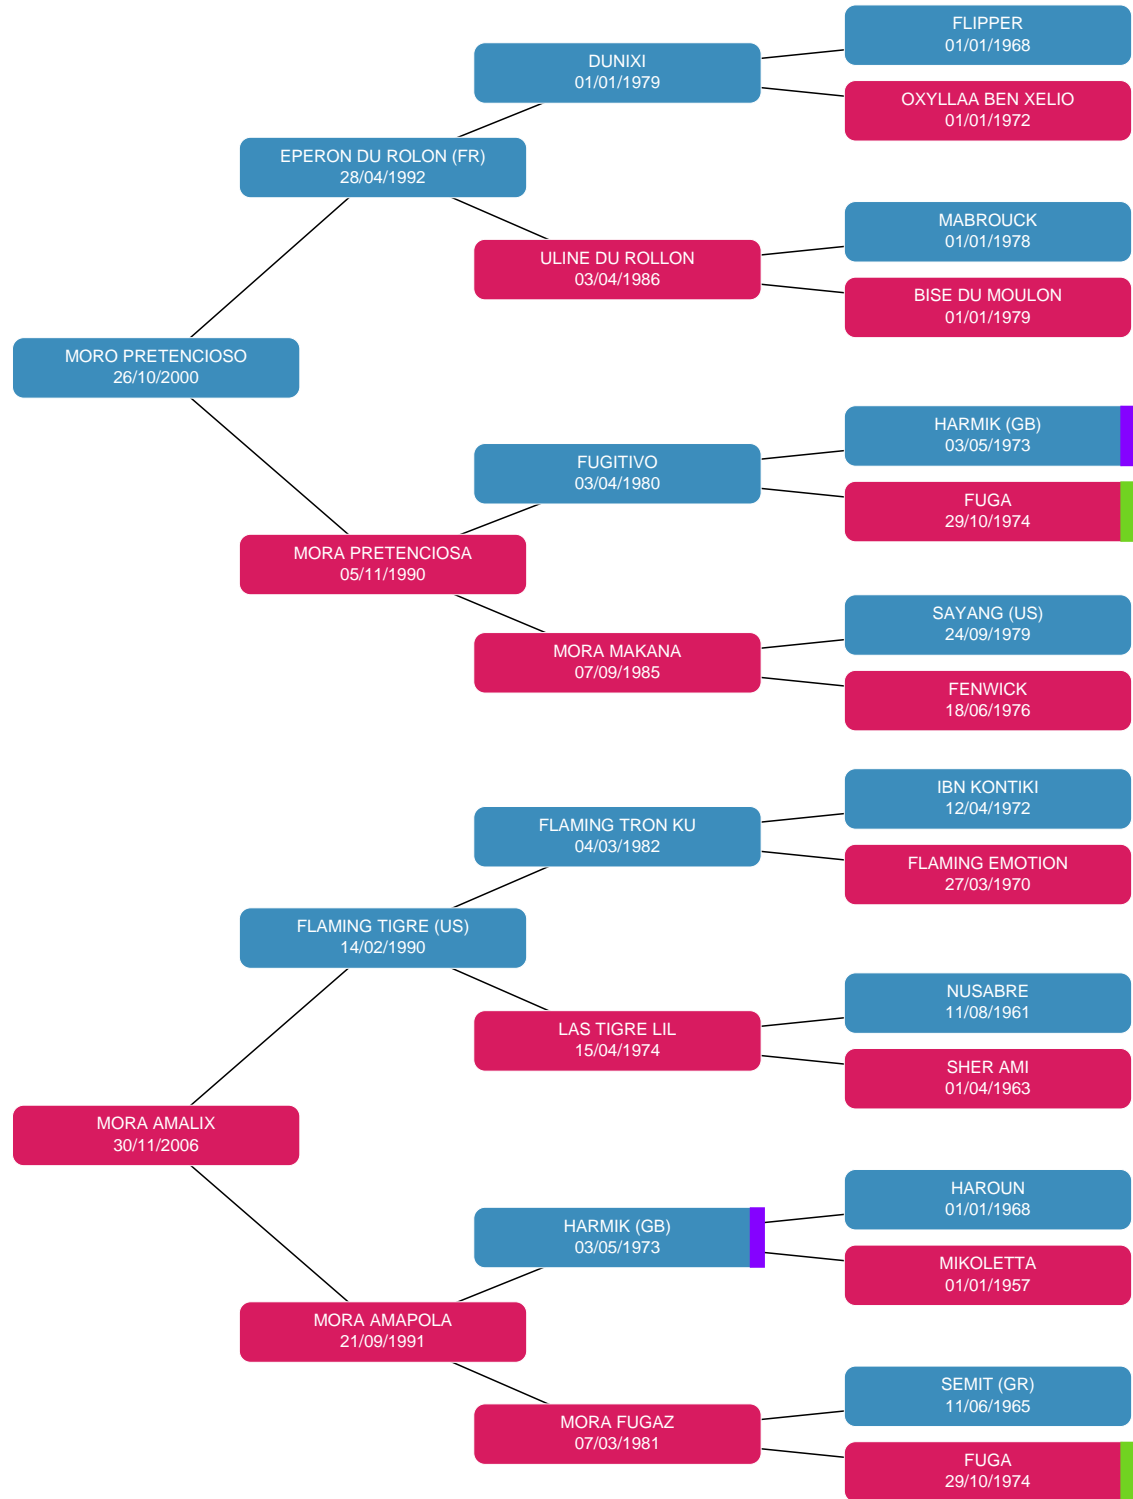 FLIPPER
01/01/1968
DUNIXI
01/01/1979
OXYLLAA BEN XELIO
01/01/1972
EPERON DU ROLON (FR)
28/04/1992
MABROUCK
01/01/1978
ULINE DU ROLLON
03/04/1986
BISE DU MOULON
01/01/1979
MORO PRETENCIOSO
26/10/2000
HARMIK (GB)
03/05/1973
FUGITIVO
03/04/1980
FUGA
29/10/1974
MORA PRETENCIOSA
05/11/1990
SAYANG (US)
24/09/1979
MORA MAKANA
07/09/1985
FENWICK
18/06/1976
IBN KONTIKI
12/04/1972
FLAMING TRON KU
04/03/1982
FLAMING EMOTION
27/03/1970
FLAMING TIGRE (US)
14/02/1990
NUSABRE
11/08/1961
LAS TIGRE LIL
15/04/1974
SHER AMI
01/04/1963
MORA AMALIX
30/11/2006
HAROUN
01/01/1968
HARMIK (GB)
03/05/1973
MIKOLETTA
01/01/1957
MORA AMAPOLA
21/09/1991
SEMIT (GR)
11/06/1965
MORA FUGAZ
07/03/1981
FUGA
29/10/1974